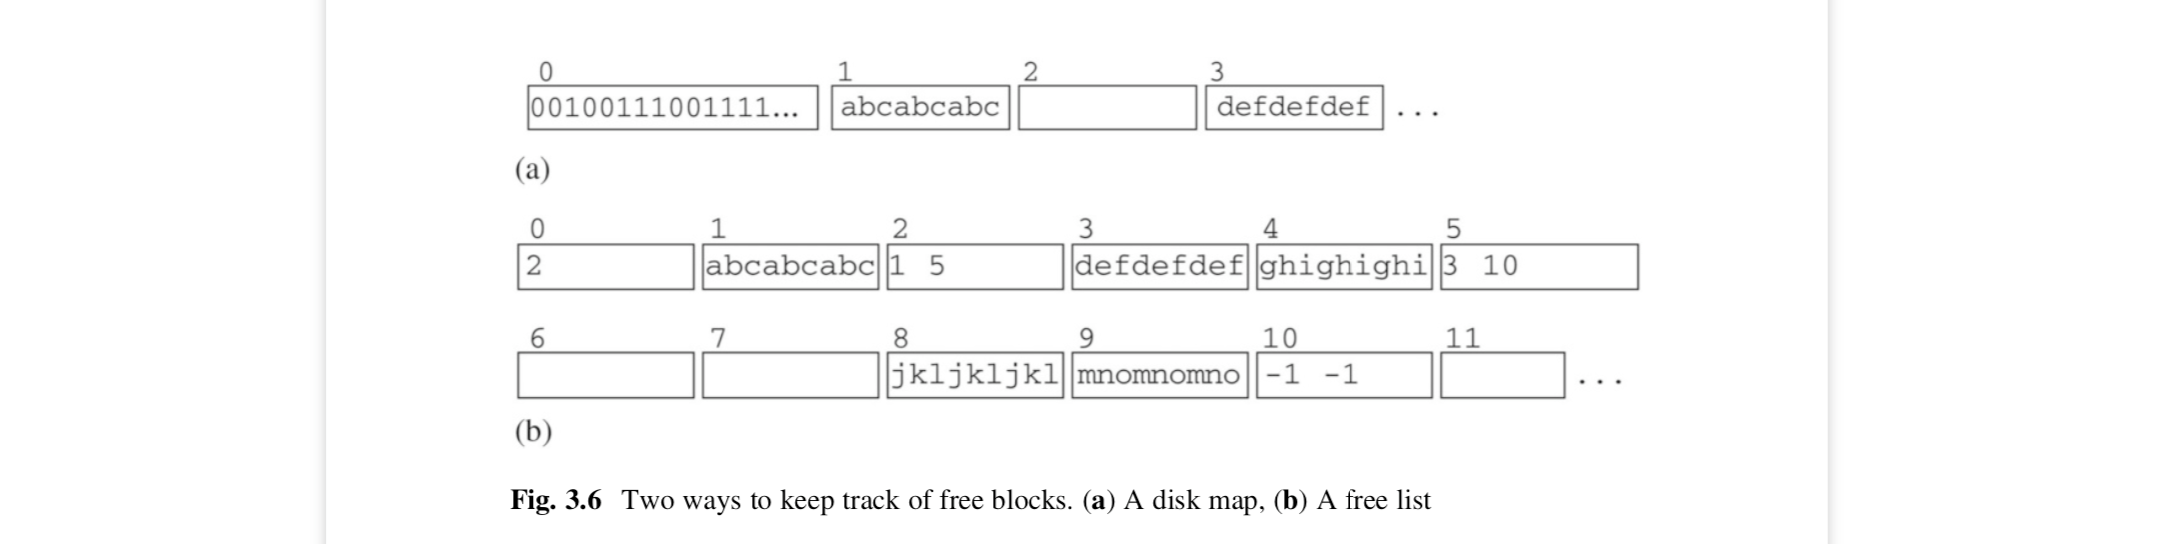 0 1 2 3
00100111001111... abcabcabc defdefdef ...
(a)
0 1 2 3 4 5
2 abcabcabc 1 5 defdefdef ghighighi 3 10
6 7 8 9 10 11
jkljkljkl mnomnomno -1 -1 ...
(b)
Fig. 3.6 Two ways to keep track of free blocks. (a) A disk map, (b) A free list